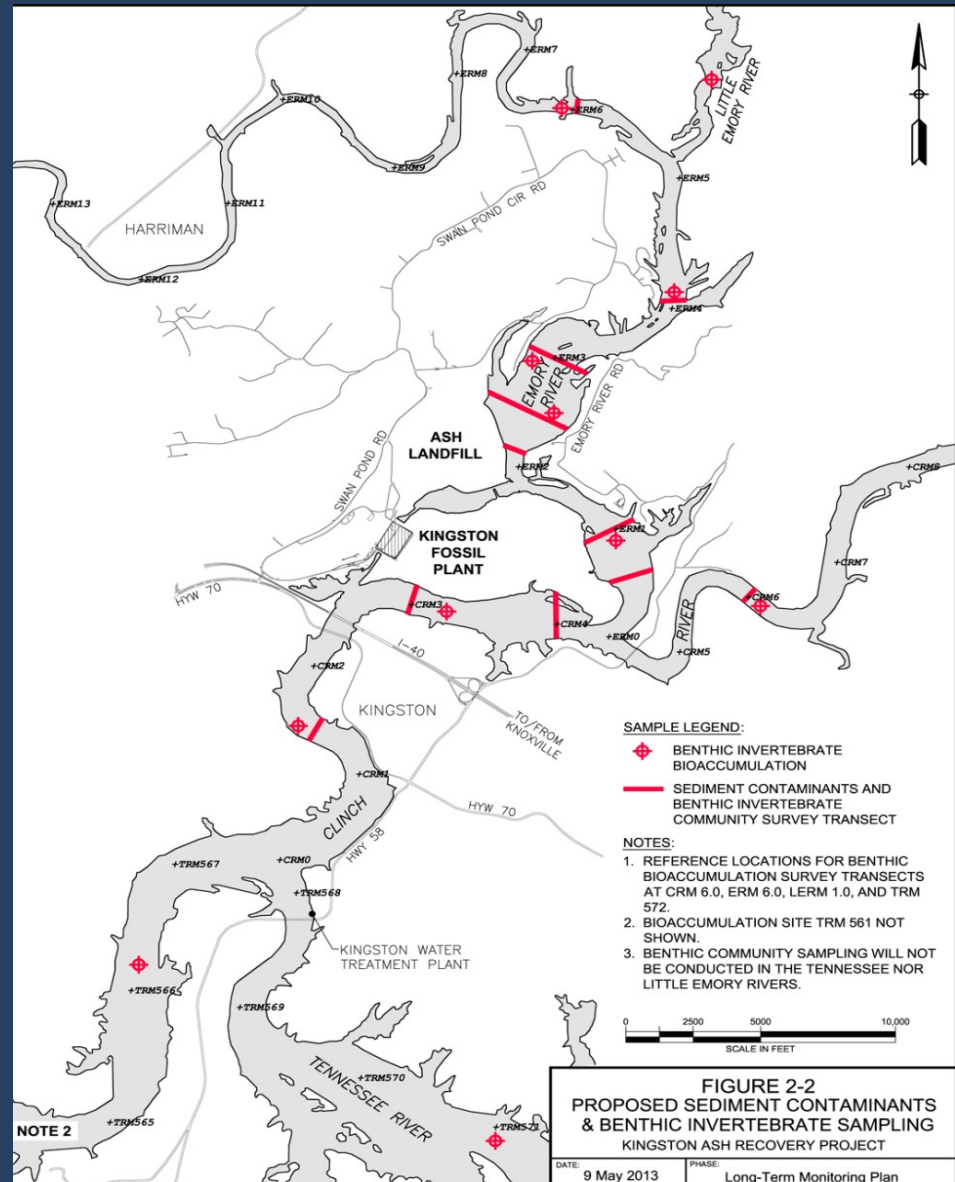 +ERM7
+ERM8
LITTLE
EMORY RIVER
+ERM10
+ERM6
+ERM9
+ERM5
+ERM13
+ERM11
HARRIMAN
SWAN POND CIR RD
+ERM12
+ERM4
+ERM3
EMORY
RIVER
EMORY RIVER RD
ASH
LANDFILL
SWAN POND RD
+ERM2
+CRM8
KINGSTON
FOSSIL
PLANT
+ERM1
+CRM7
HYW 70
+CRM3
+CRM6
+CRM4
+ERM0
RIVER
+CRM5
I-40
+CRM2
KINGSTON
TO/FROM
KNOXVILLE
+CRM1
HYW 70
CLINCH
HWY 58
+TRM567
+CRM0
+TRM568
KINGSTON WATER
TREATMENT PLANT
+TRM566
+TRM569
TENNESSEE RIVER
+TRM570
+TRM565
+TRM571
NOTE 2
SAMPLE LEGEND:
BENTHIC INVERTEBRATE
BIOACCUMULATION
SEDIMENT CONTAMINANTS AND
BENTHIC INVERTEBRATE
COMMUNITY SURVEY TRANSECT
NOTES:
1. REFERENCE LOCATIONS FOR BENTHIC
BIOACCUMULATION SURVEY TRANSECTS
AT CRM 6.0, ERM 6.0, LERM 1.0, AND TRM
572.
2. BIOACCUMULATION SITE TRM 561 NOT
SHOWN.
3. BENTHIC COMMUNITY SAMPLING WILL NOT
BE CONDUCTED IN THE TENNESSEE NOR
LITTLE EMORY RIVERS.
0 2500 5000 10,000
SCALE IN FEET
FIGURE 2-2
PROPOSED SEDIMENT CONTAMINANTS
& BENTHIC INVERTEBRATE SAMPLING
KINGSTON ASH RECOVERY PROJECT
DATE:
9 May 2013
PHASE:
Long-Term Monitoring Plan